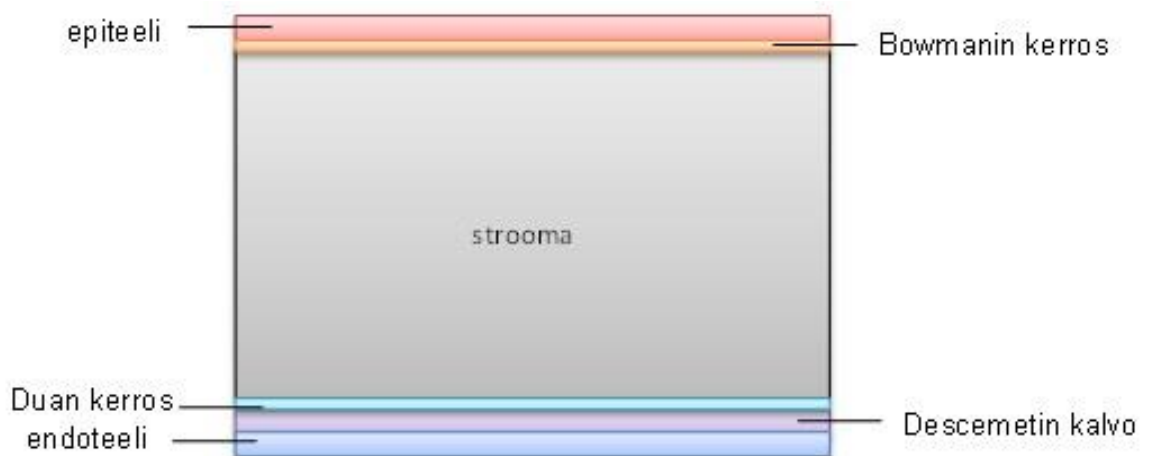 epiteeli
Bowmanin kerros
strooma
Duan kerros
endoteeli
Descemetin kalvo